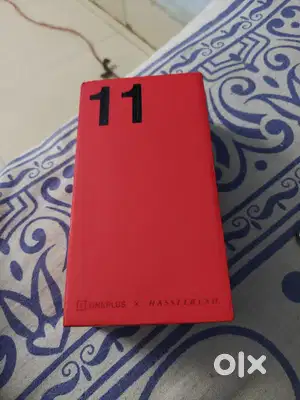 11
ONEPLUS × HASSELBLAD
olx